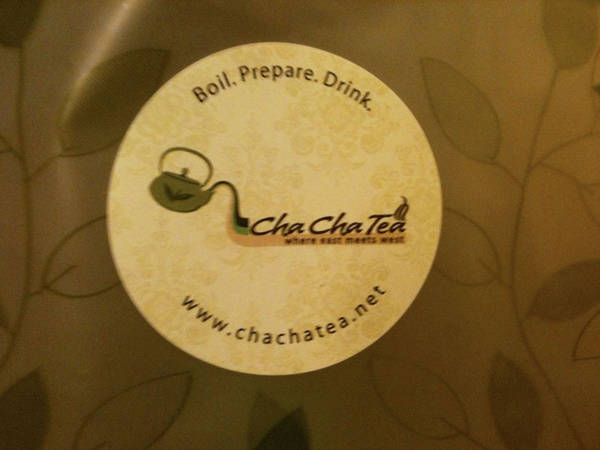 Boil. Prepare. Drink.
Cha Cha Tea
where east meets west
www.chachatea.net